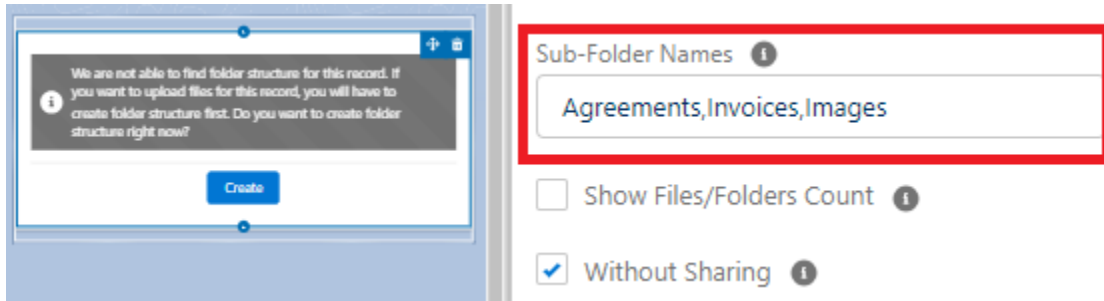 We are not able to find folder structure for this record. If
you want to upload files for this record, you will have to
create folder structure first. Do you want to create folder
structure right now?
Create
Sub-Folder Names
Agreements,Invoices,Images
Show Files/Folders Count
Without Sharing